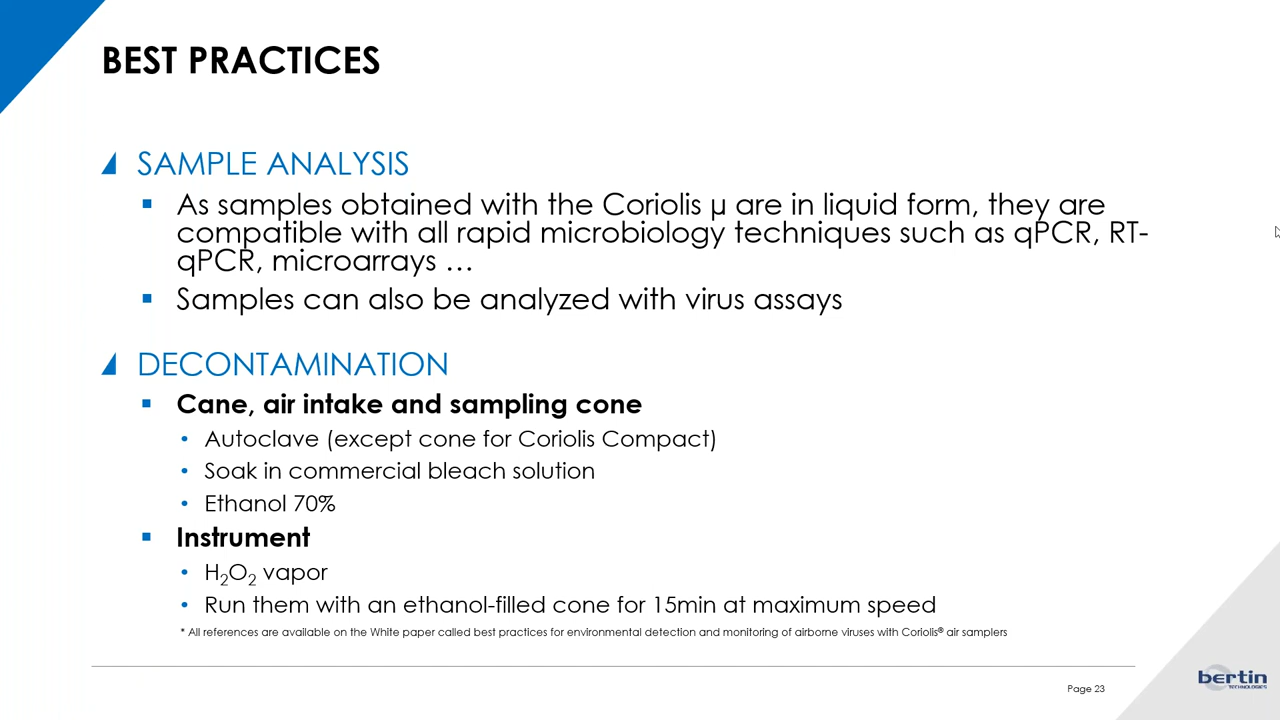 BEST PRACTICES
SAMPLE ANALYSIS
As samples obtained with the Coriolis µ are in liquid form, they are
compatible with all rapid microbiology techniques such as qPCR, RT-
qPCR, microarrays …
Samples can also be analyzed with virus assays
DECONTAMINATION
Cane, air intake and sampling cone
Autoclave (except cone for Coriolis Compact)
Soak in commercial bleach solution
Ethanol 70%
Instrument
H₂O₂ vapor
Run them with an ethanol-filled cone for 15min at maximum speed
* All references are available on the White paper called best practices for environmental detection and monitoring of airborne viruses with Coriolis® air samplers
Page 23
bertin
TECHNOLOGIES